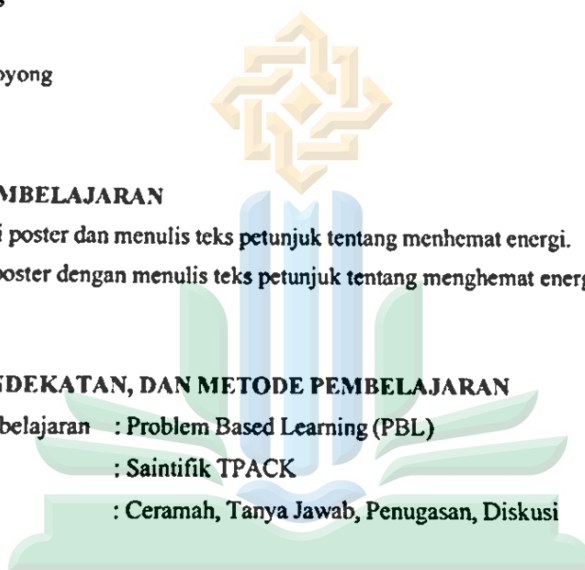 oyong
MBELAJARAN
i poster dan menulis teks petunjuk tentang menhemat energi.
poster dengan menulis teks petunjuk tentang menghemat energ
NDEKATAN, DAN METODE PEMBELAJARAN
belajaran : Problem Based Learning (PBL)
: Saintifik TPACK
: Ceramah, Tanya Jawab, Penugasan, Diskusi